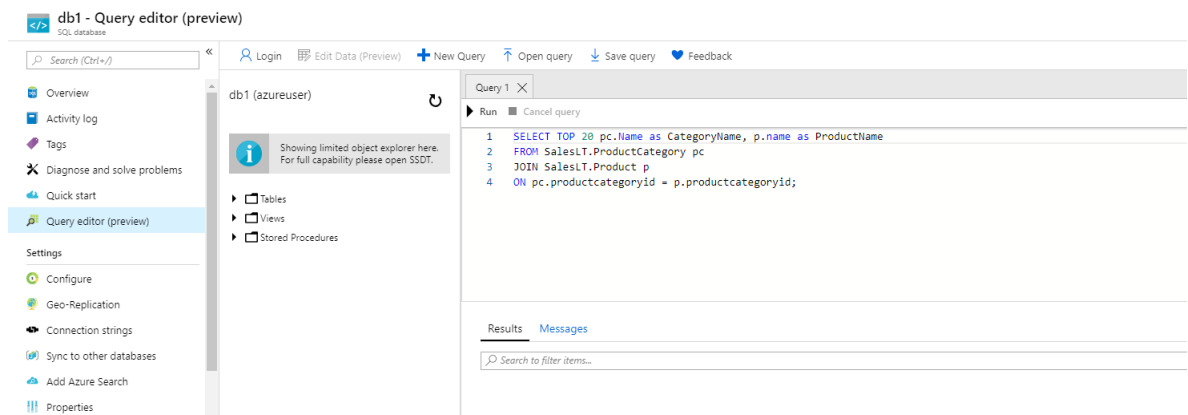 db1 - Query editor (preview)
SQL database
Search (Ctrl+/)
«
Overview
Activity log
Tags
Diagnose and solve problems
Quick start
Query editor (preview)
Settings
Configure
Geo-Replication
Connection strings
Sync to other databases
Add Azure Search
Properties
Login
Edit Data (Preview)
New Query
Open query
Save query
Feedback
db1 (azureuser)
Showing limited object explorer here.
For full capability please open SSDT.
Tables
Views
Stored Procedures
Query 1
Run
Cancel query
1 SELECT TOP 20 pc.Name as CategoryName, p.name as ProductName
2 FROM SalesLT.ProductCategory pc
3 JOIN SalesLT.Product p
4 ON pc.productcategoryid = p.productcategoryid;
Results
Messages
Search to filter items...